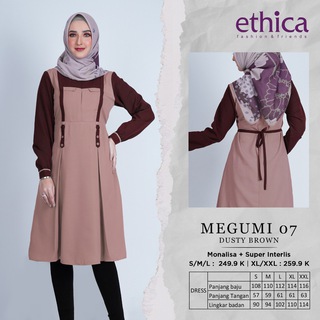 ethica
fashion & friends
MEGUMI 07
DUSTY BROWN
Monalisa + Super Interlis
S/M/L : 249.9 K | XL/XXL : 259.9 K
DRESS S M L XL XXL
Panjang baju 108 110 112 114 116
Panjang Tangan 57 59 61 61 63
Lingkar badan 90 94 102 110 114